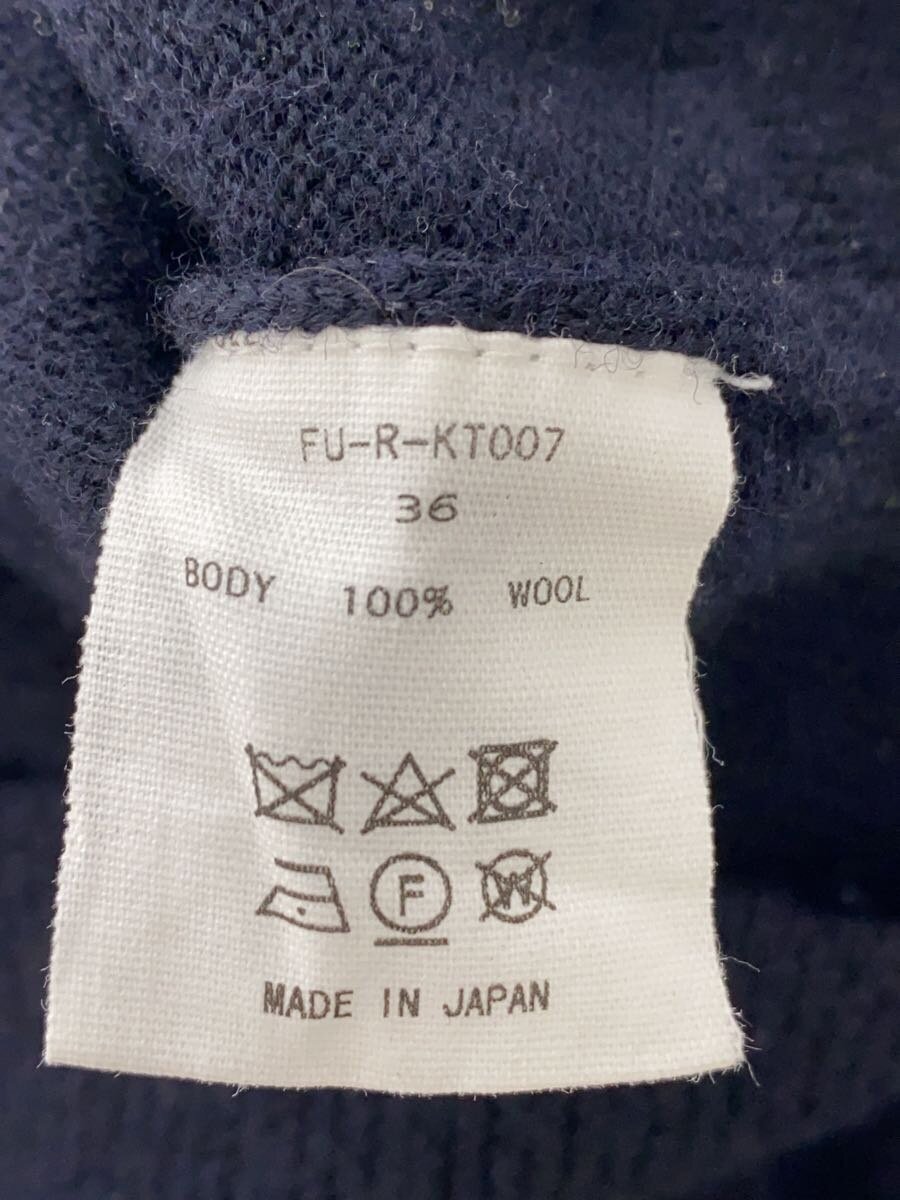 FU-R-KT007
36
BODY 100% WOOL
F W
MADE IN JAPAN